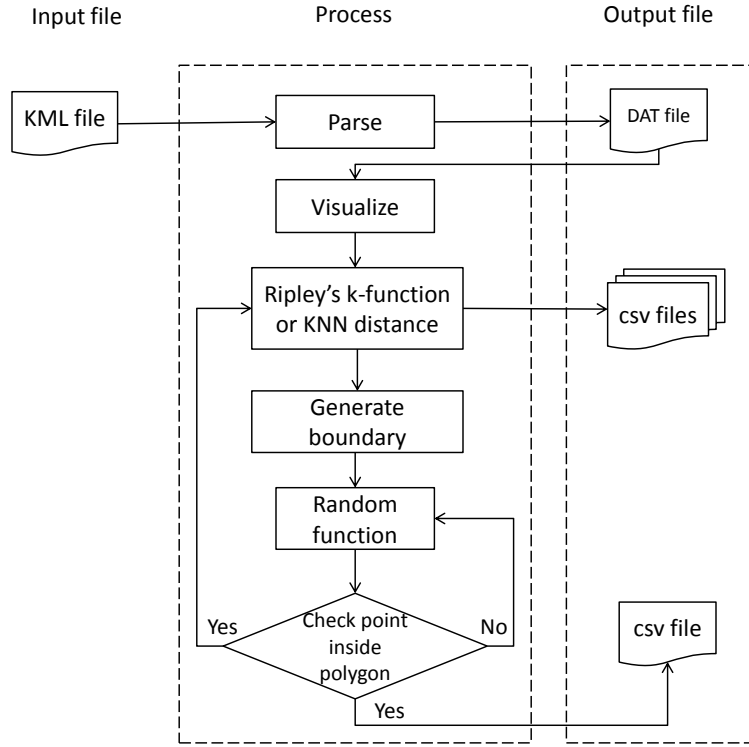 Input file
Process
Output file
KML file
Parse
DAT file
Visualize
Ripley’s k-function
or KNN distance
csv files
Generate
boundary
Random
function
Yes
Check point
inside
polygon
No
csv file
Yes